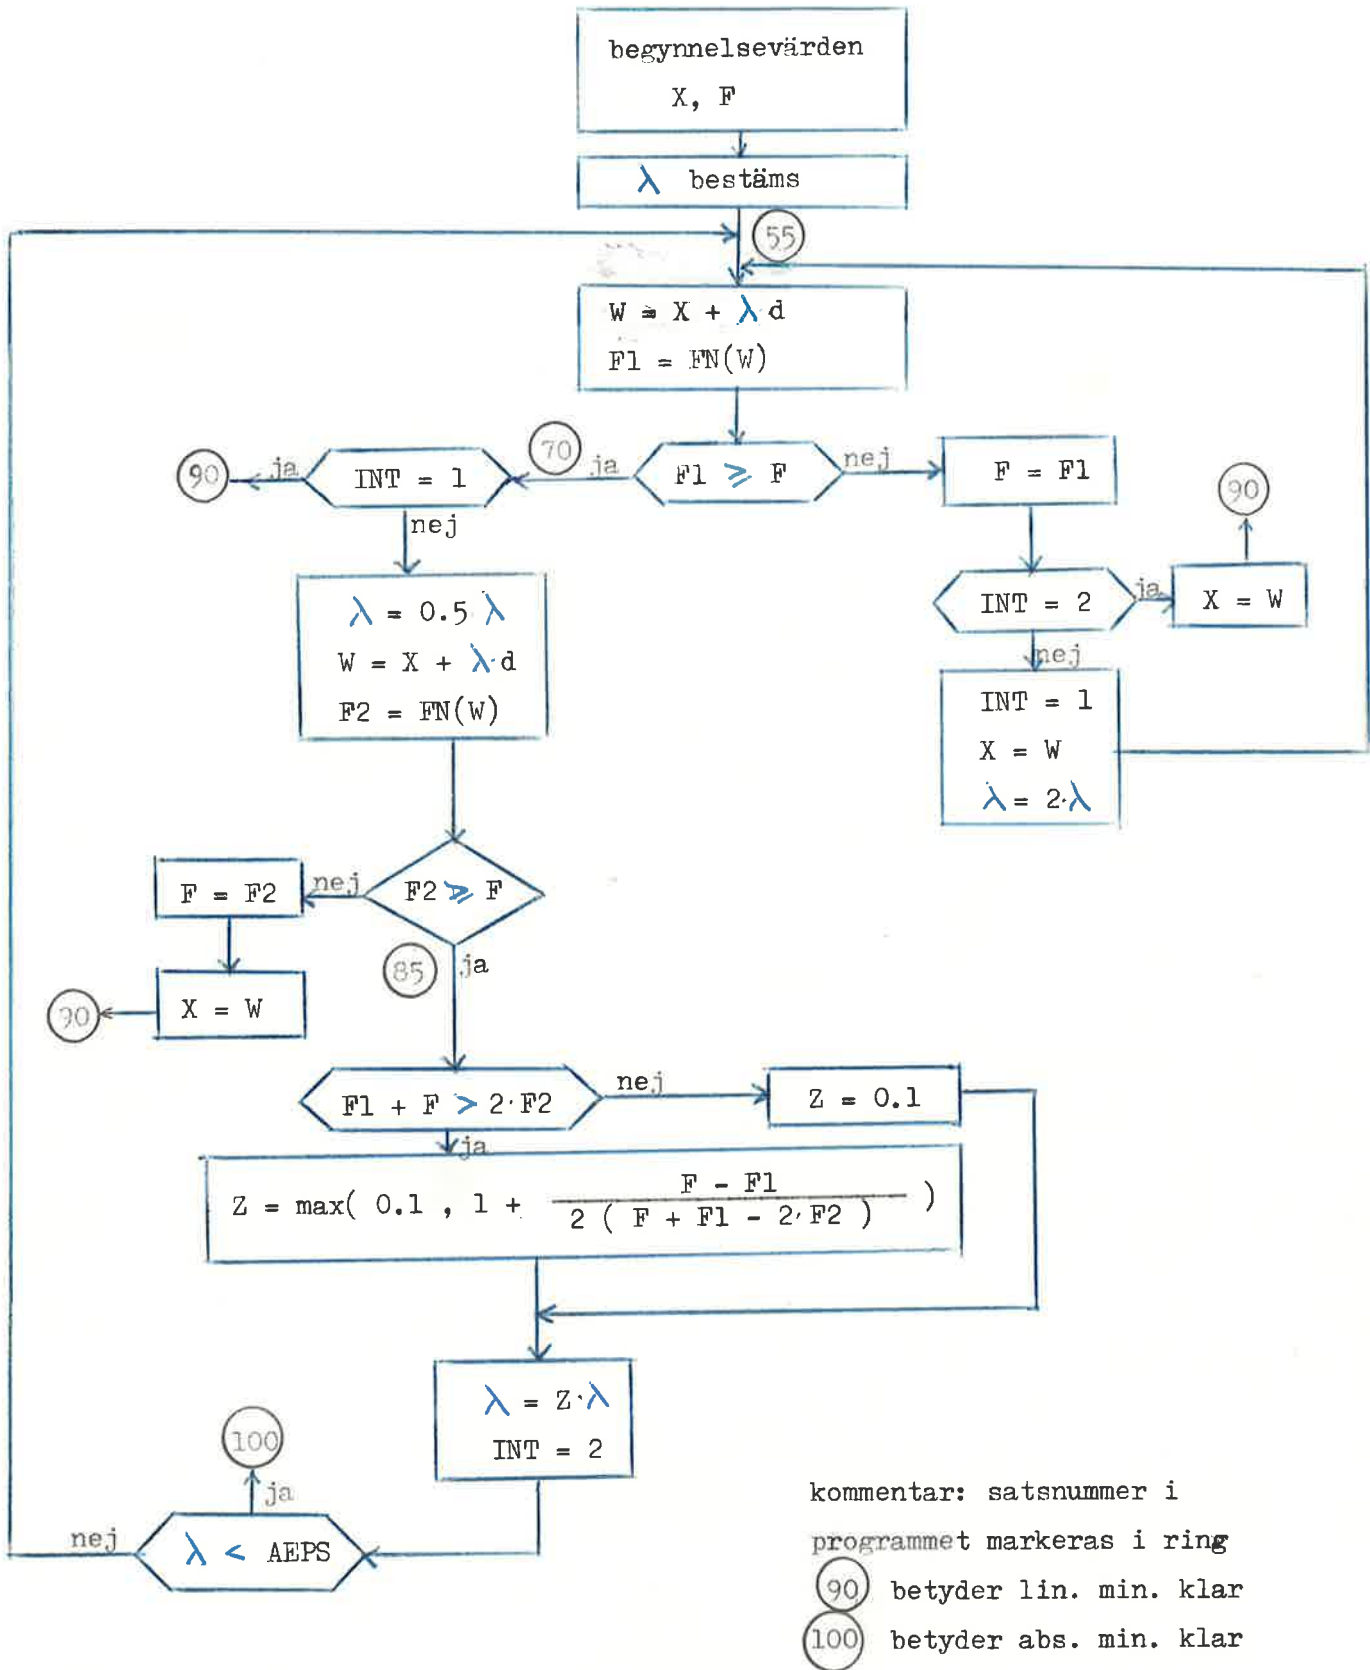 begynnelsevärden
X, F
λ bestäms
55
W = X + λ·d
F1 = FN(W)
90
ja
INT = 1
70
ja
F1 ⩾ F
nej
F = F1
90
nej
λ = 0.5 λ
W = X + λ·d
F2 = FN(W)
INT = 2
ja
X = W
nej
INT = 1
X = W
λ = 2·λ
F = F2
nej
F2 ⩾ F
85
ja
90
X = W
F1 + F > 2·F2
nej
Z = 0.1
ja
Z = max( 0.1 , 1 + F - F1 / 2 ( F + F1 - 2·F2 ) )
λ = Z·λ
INT = 2
100
ja
nej
λ < AEPS
kommentar: satsnummer i
programmet markeras i ring
90 betyder lin. min. klar
100 betyder abs. min. klar